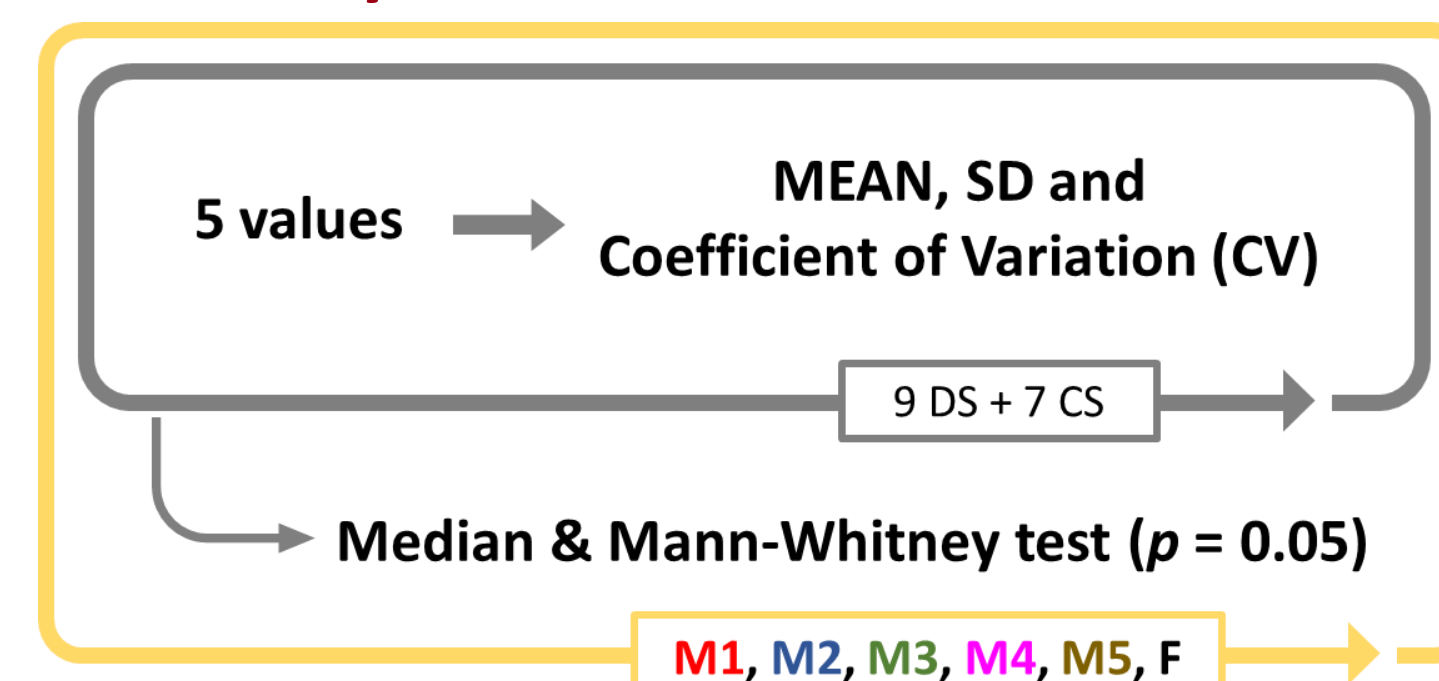 5 values
MEAN, SD and
Coefficient of Variation (CV)
9 DS + 7 CS
Median & Mann-Whitney test (p = 0.05)
M1, M2, M3, M4, M5, F